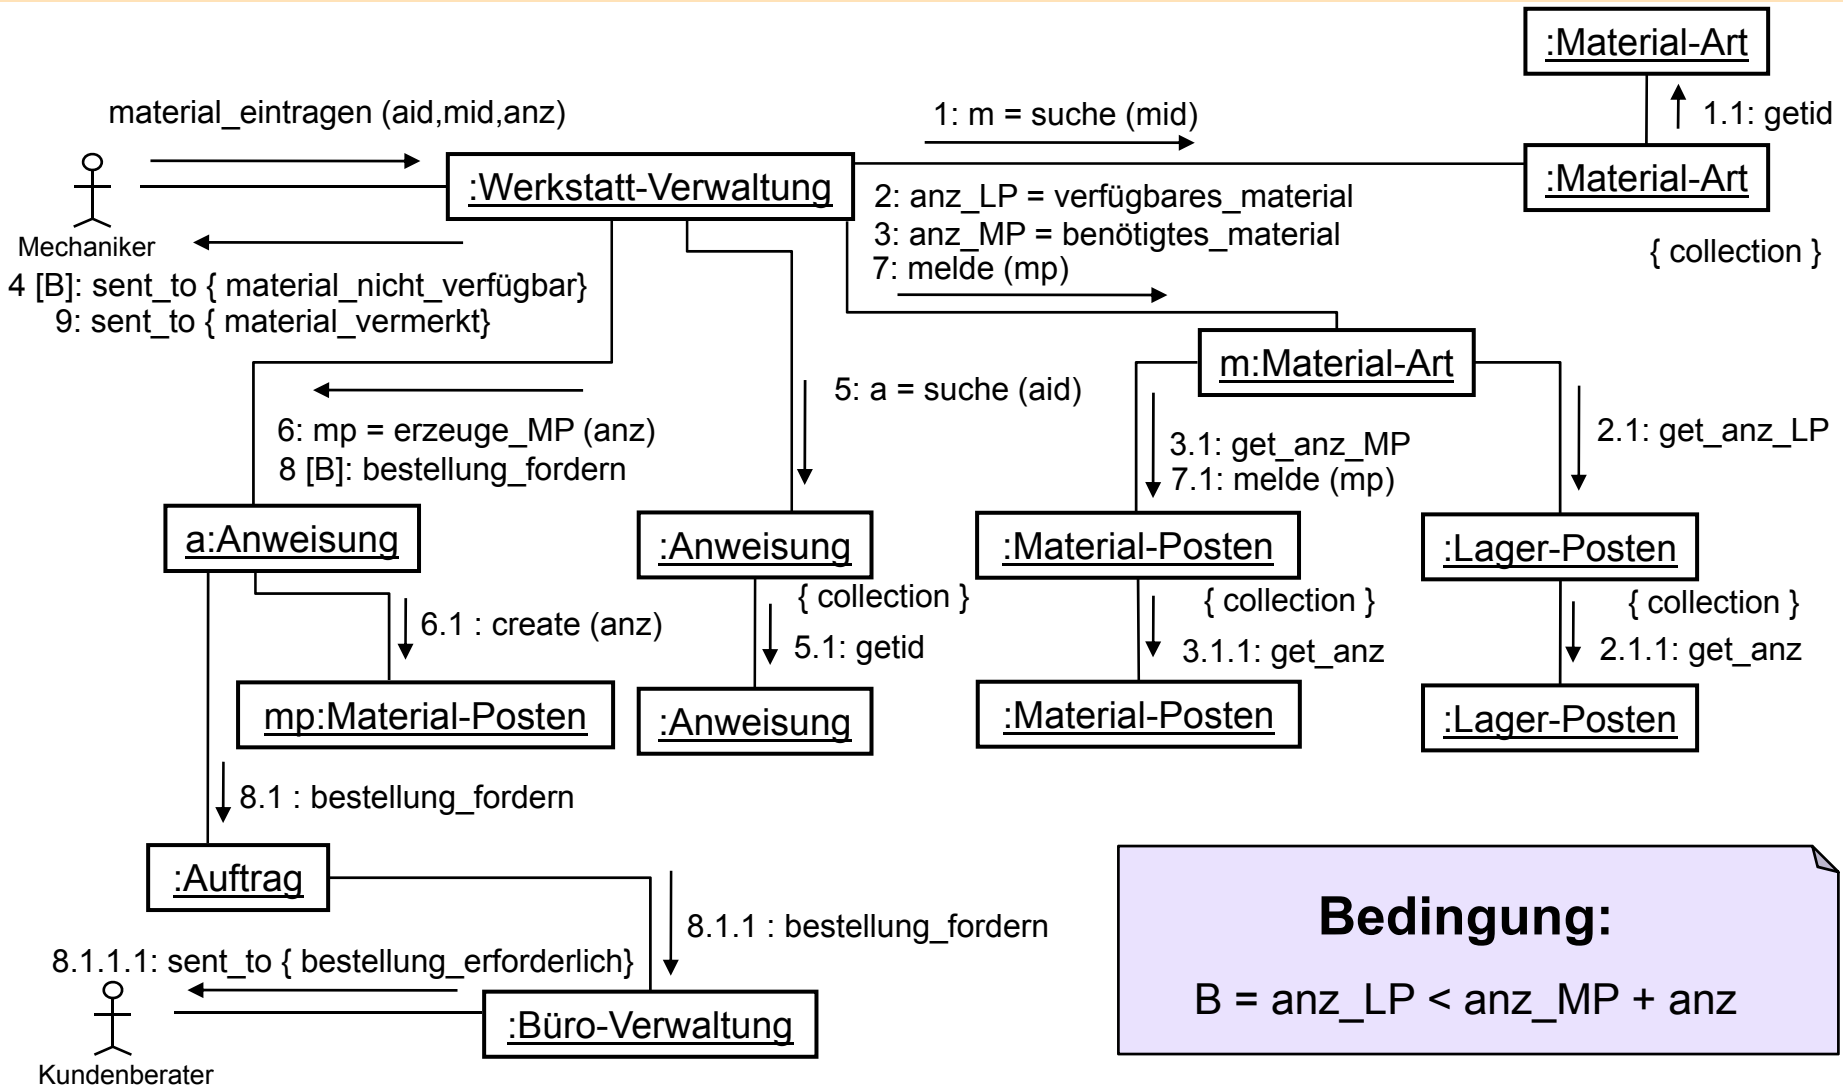 :Material-Art
material_eintragen (aid,mid,anz)
1: m = suche (mid)
1.1: getid
:Werkstatt-Verwaltung
:Material-Art
2: anz_LP = verfügbares_material
3: anz_MP = benötigtes_material
7: melde (mp)
{ collection }
Mechaniker
4 [B]: sent_to { material_nicht_verfügbar}
9: sent_to { material_vermerkt}
m:Material-Art
5: a = suche (aid)
6: mp = erzeuge_MP (anz)
8 [B]: bestellung_fordern
3.1: get_anz_MP
7.1: melde (mp)
2.1: get_anz_LP
a:Anweisung
:Anweisung
:Material-Posten
:Lager-Posten
{ collection }
{ collection }
{ collection }
6.1 : create (anz)
5.1: getid
3.1.1: get_anz
2.1.1: get_anz
mp:Material-Posten
:Anweisung
:Material-Posten
:Lager-Posten
8.1 : bestellung_fordern
:Auftrag
8.1.1 : bestellung_fordern
8.1.1.1: sent_to { bestellung_erforderlich}
:Büro-Verwaltung
Kundenberater
Bedingung:
B = anz_LP < anz_MP + anz